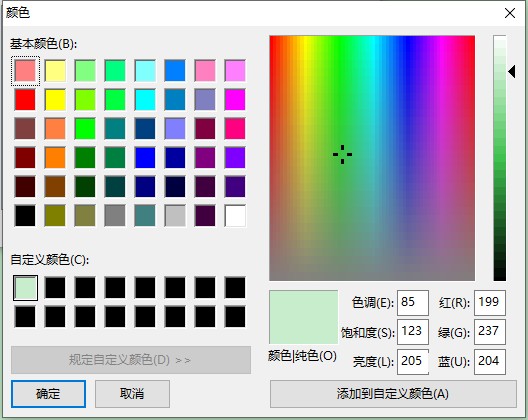 颜色
基本颜色(B):
自定义颜色(C):
规定自定义颜色(D) >>
确定
取消
颜色|纯色(O)
色调(E): 85
红(R): 199
饱和度(S): 123
绿(G): 237
亮度(L): 205
蓝(U): 204
添加到自定义颜色(A)